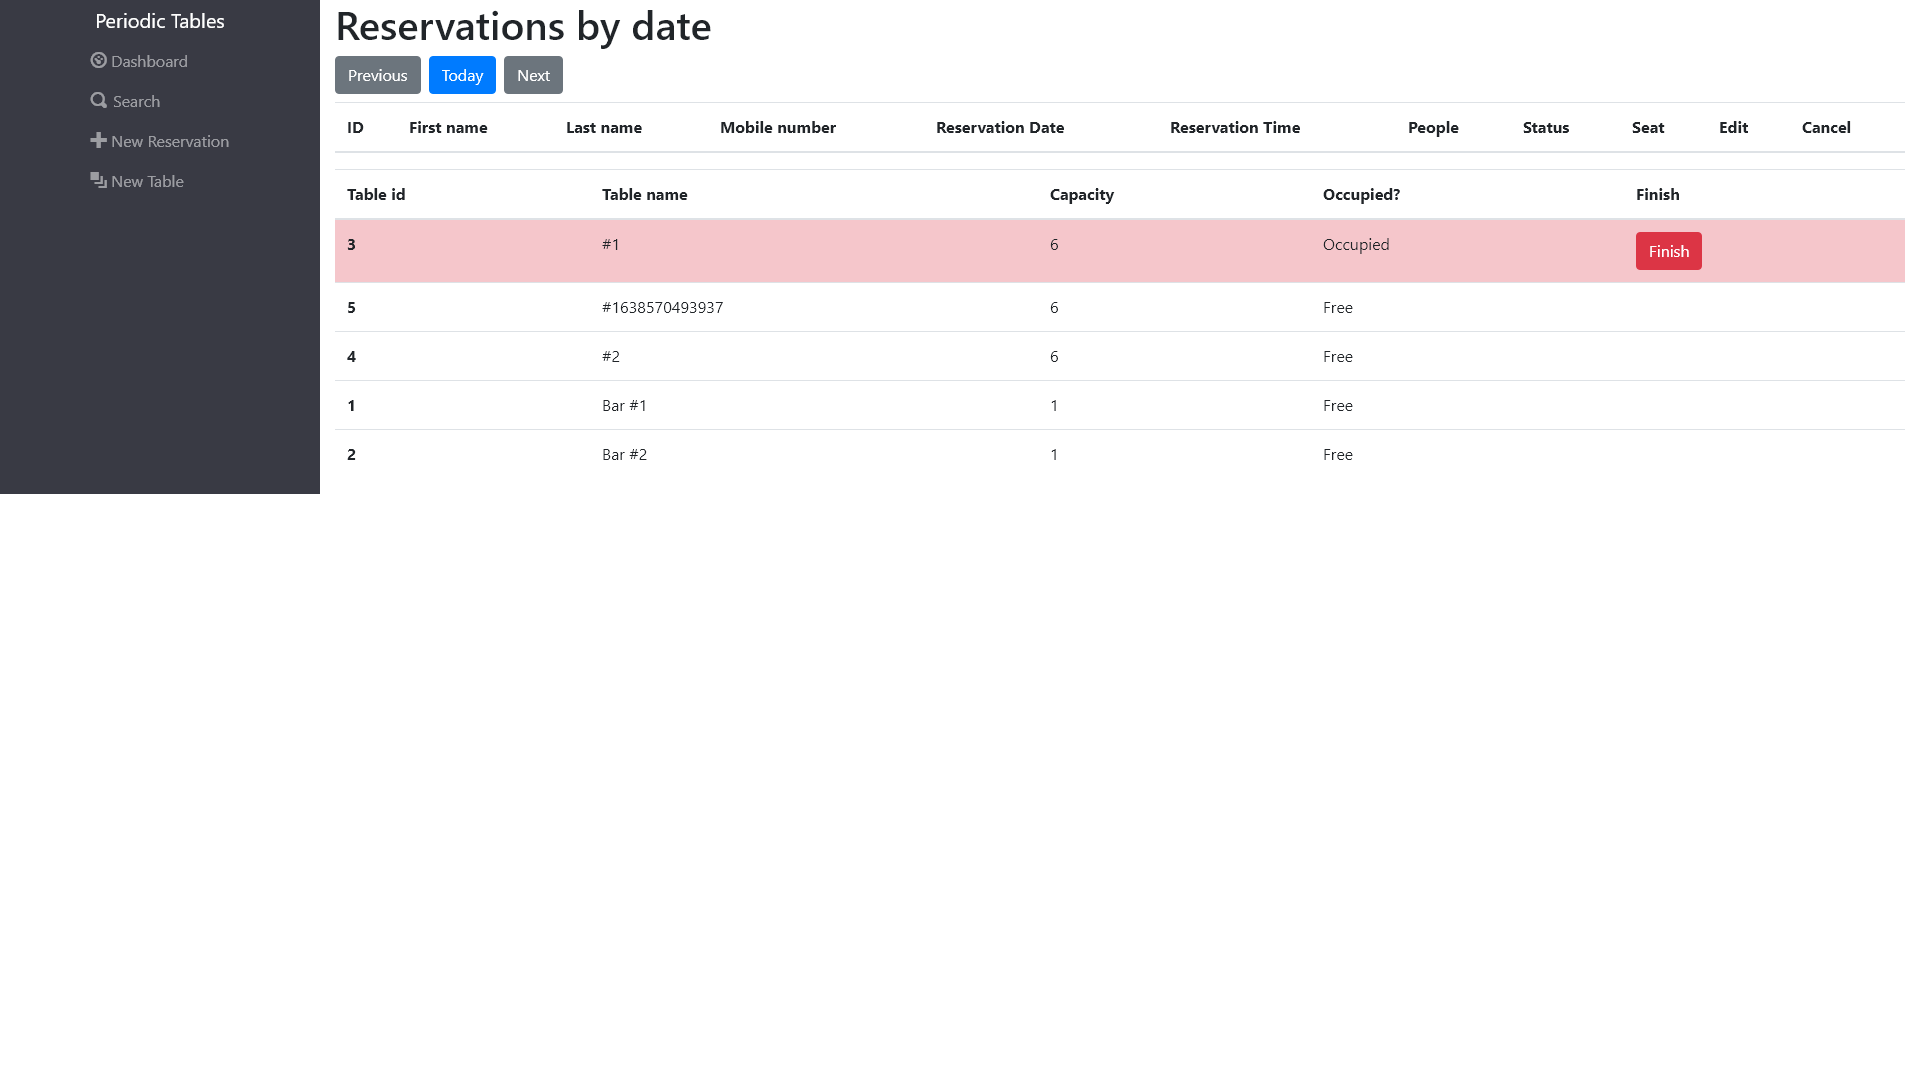 Periodic Tables
Dashboard
Search
New Reservation
New Table
Reservations by date
Previous Today Next
ID First name Last name Mobile number Reservation Date Reservation Time People Status Seat Edit Cancel
Table id Table name Capacity Occupied? Finish
3 #1 6 Occupied Finish
5 #1638570493937 6 Free
4 #2 6 Free
1 Bar #1 1 Free
2 Bar #2 1 Free